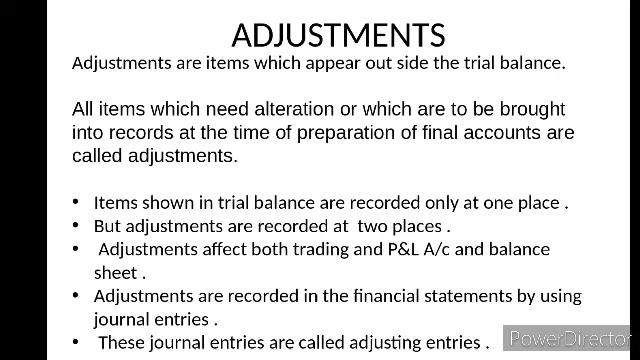 ADJUSTMENTS
Adjustments are items which appear out side the trial balance.
All items which need alteration or which are to be brought
into records at the time of preparation of final accounts are
called adjustments.
• Items shown in trial balance are recorded only at one place .
• But adjustments are recorded at two places .
• Adjustments affect both trading and P&L A/c and balance
sheet .
• Adjustments are recorded in the financial statements by using
journal entries .
• These journal entries are called adjusting entries .
PowerDirector